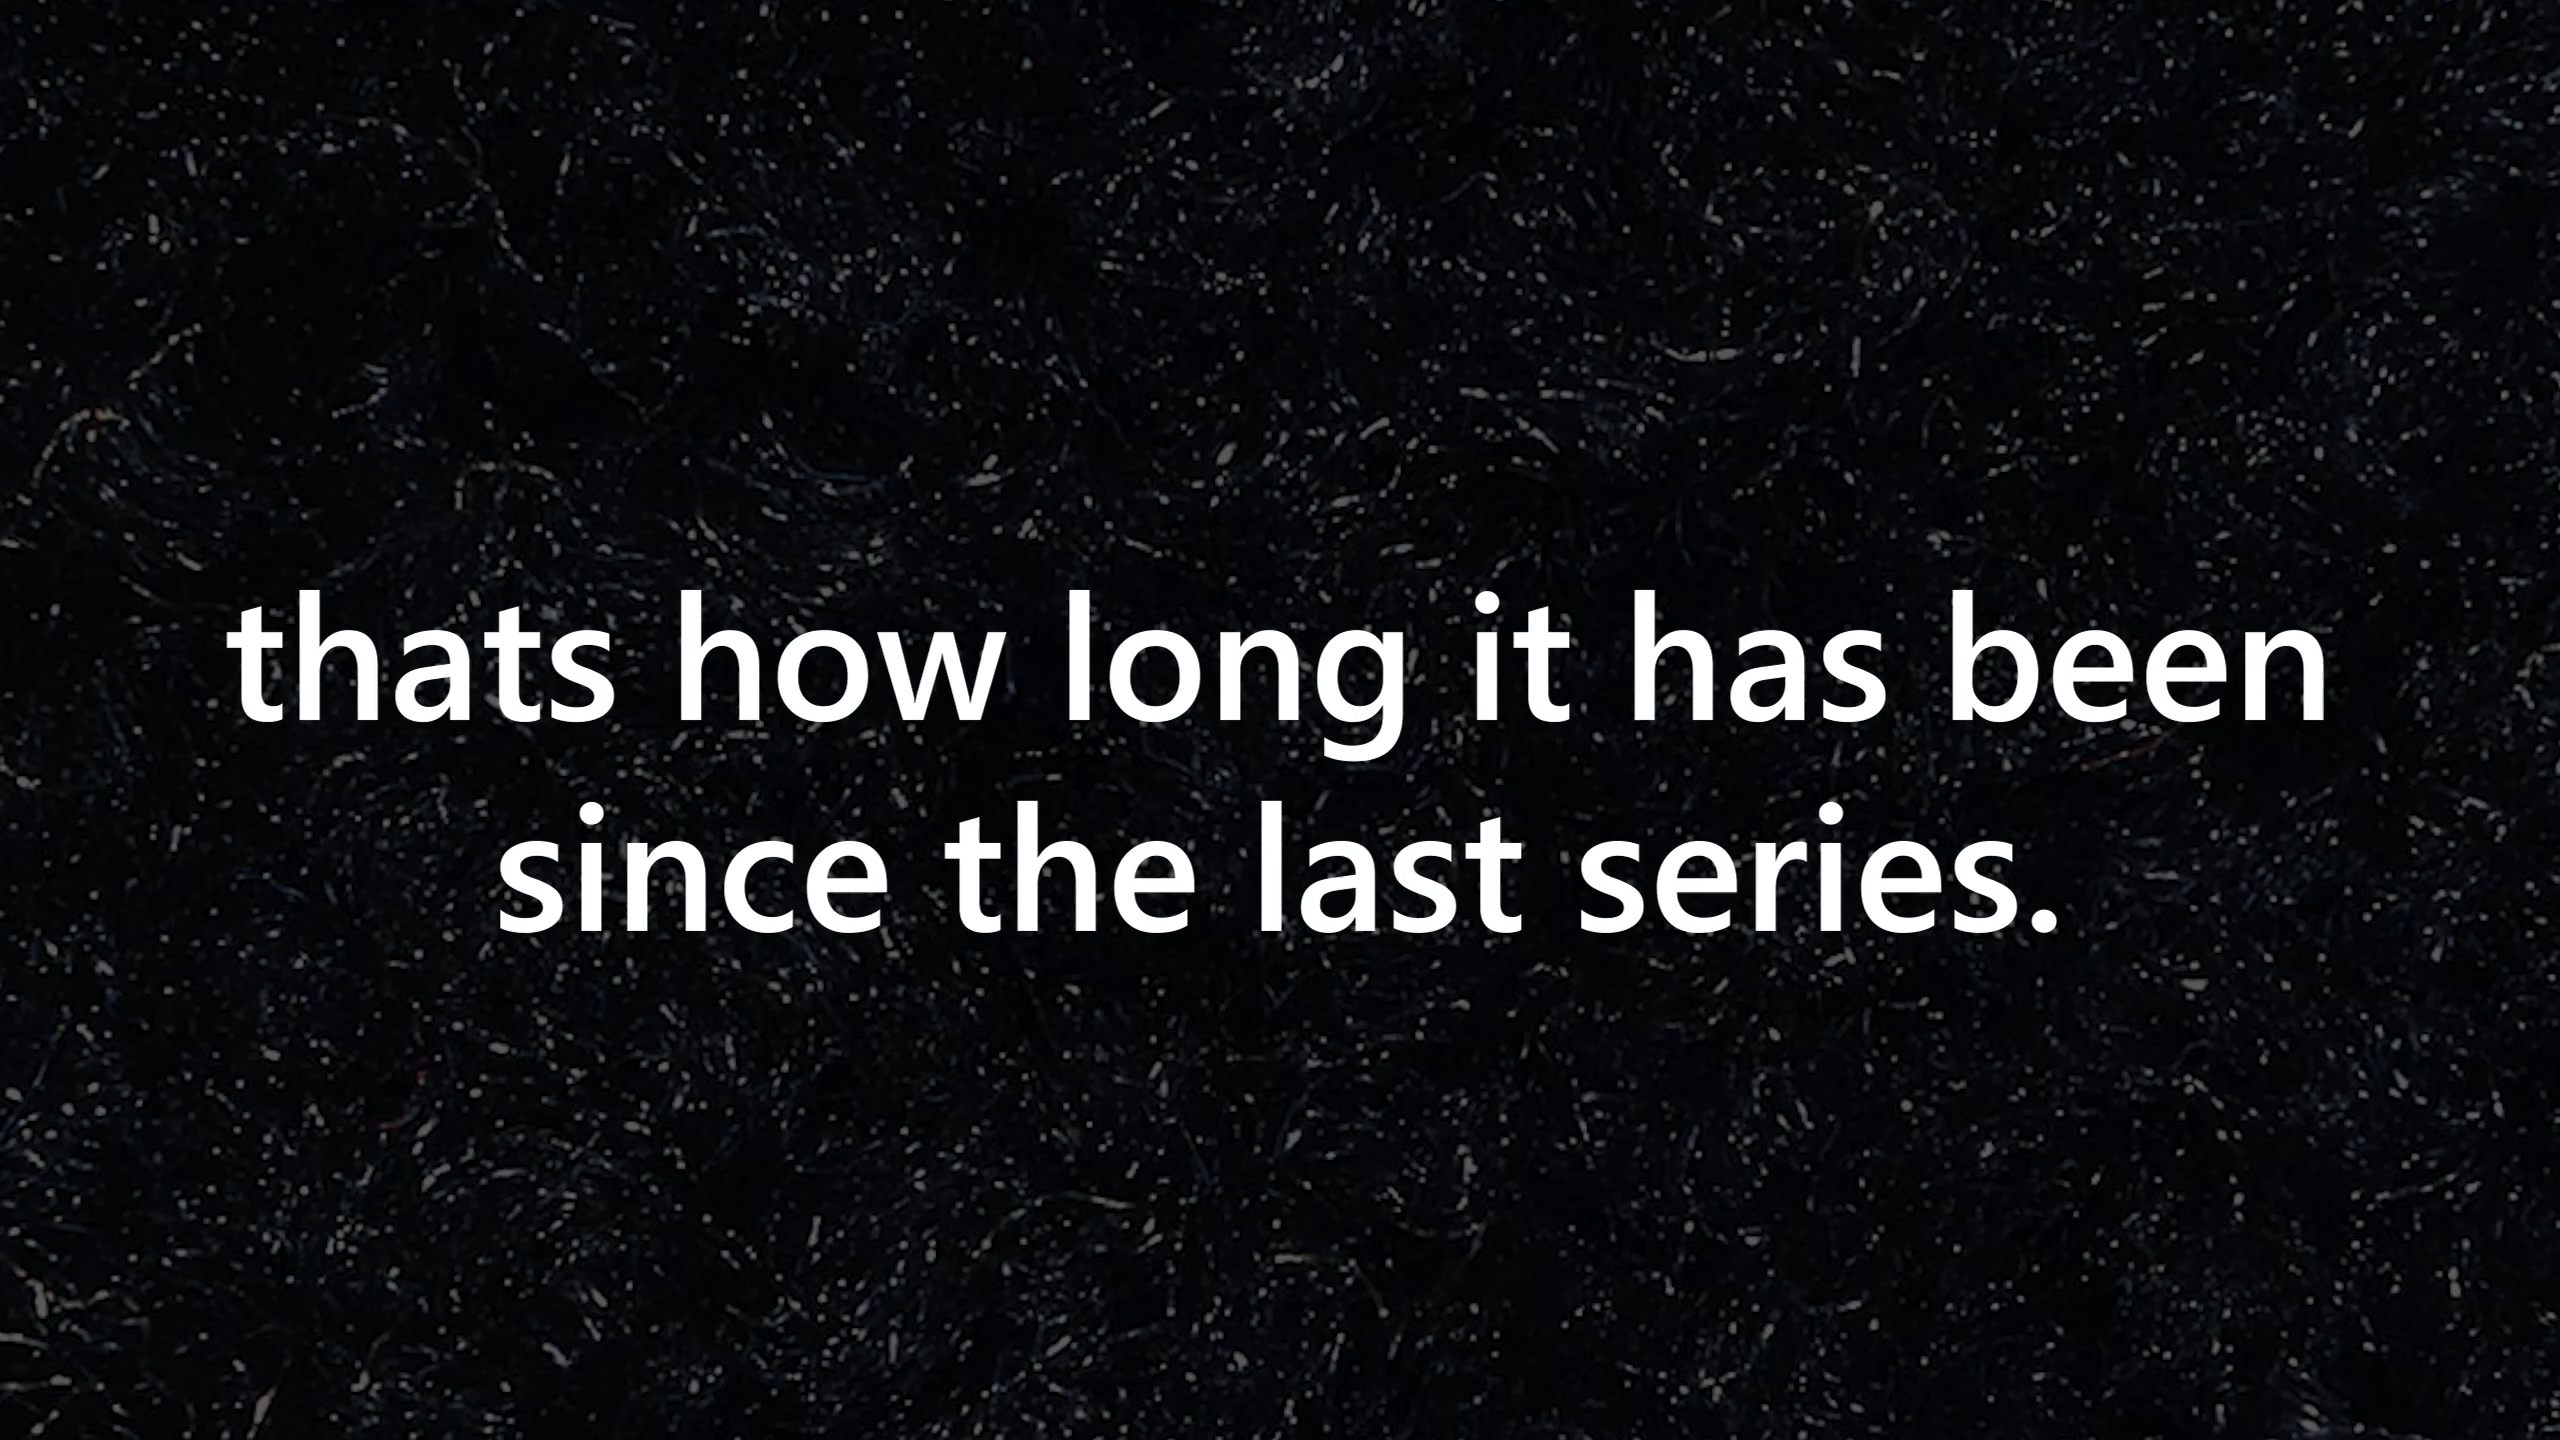 thats how long it has been
since the last series.